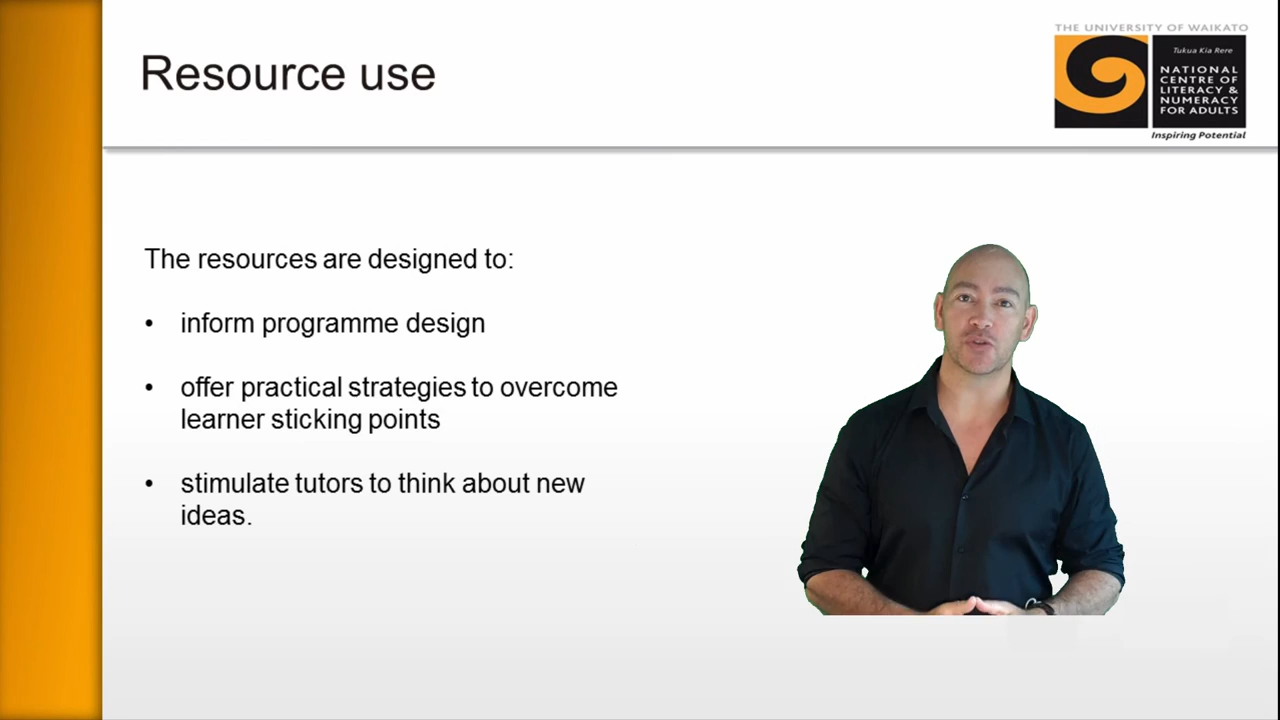 THE UNIVERSITY OF WAIKATO
Tukua Kia Rere
NATIONAL
CENTRE OF
LITERACY &
NUMERACY
FOR ADULTS
Inspiring Potential
Resource use
The resources are designed to:
• inform programme design
• offer practical strategies to overcome
learner sticking points
• stimulate tutors to think about new
ideas.